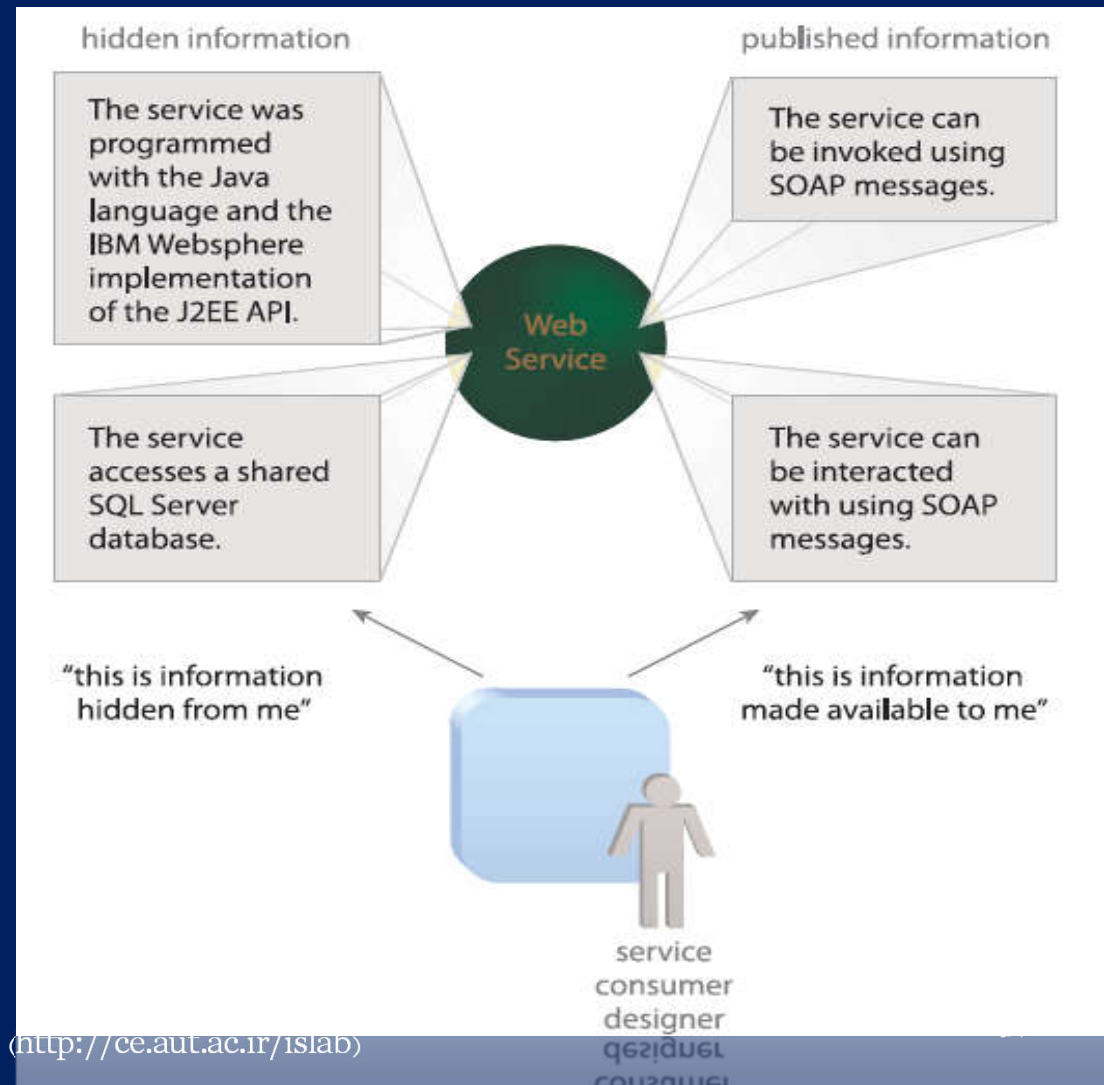 hidden information
published information
The service was
programmed
with the Java
language and the
IBM Websphere
implementation
of the J2EE API.
The service can
be invoked using
SOAP messages.
Web
Service
The service
accesses a shared
SQL Server
database.
The service can
be interacted
with using SOAP
messages.
“this is information
hidden from me”
“this is information
made available to me”
service
consumer
designer
(http://ce.aut.ac.ir/islab)